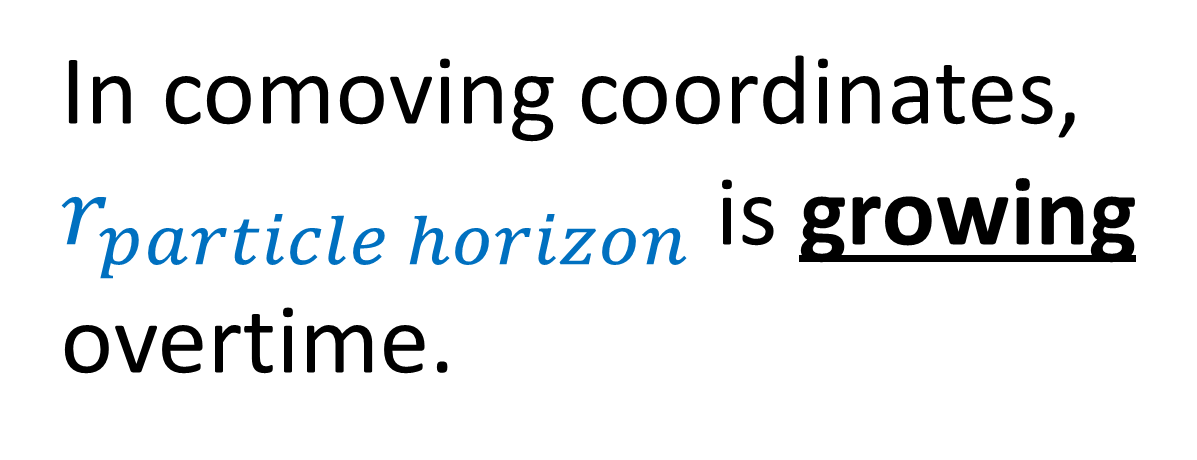 In comoving coordinates,
r_particle horizon is growing
overtime.